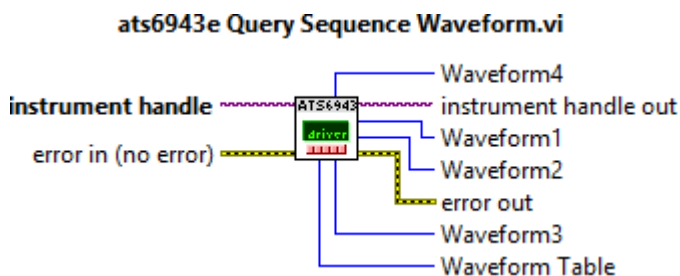 ats6943e Query Sequence Waveform.vi
Waveform4
instrument handle
ATS6943
instrument handle out
Waveform1
driver
error in (no error)
Waveform2
error out
Waveform3
Waveform Table